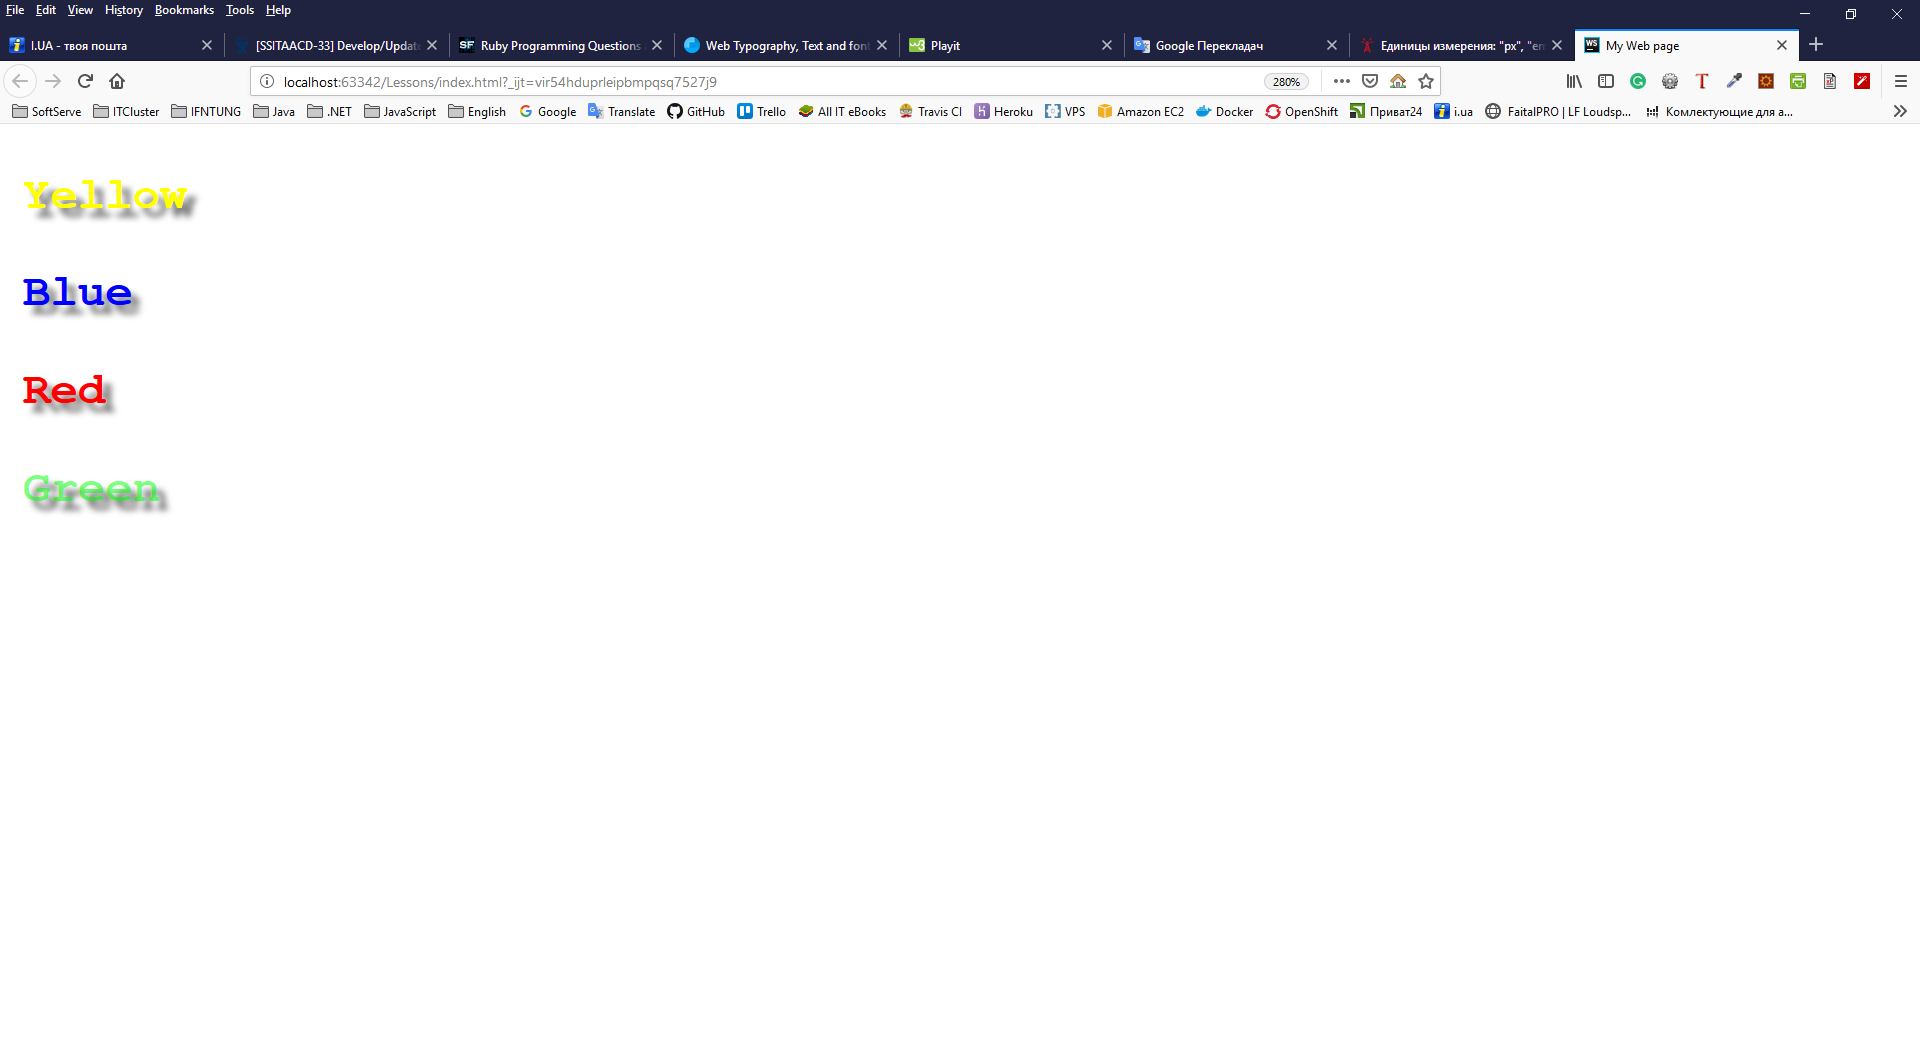 File Edit View History Bookmarks Tools Help
I.UA - твоя пошта
[SSITAACD-33] Develop/Updat
Ruby Programming Questions
Web Typography, Text and fon
Playit
Google Перекладач
Единицы измерения: "px", "em
My Web page
localhost:63342/Lessons/index.html?_ijt=vir54hduprleipbmpqsq7527j9
280%
SoftServe ITCluster IFNTUNG Java .NET JavaScript English Google Translate GitHub Trello All IT eBooks Travis CI Heroku VPS Amazon EC2 Docker OpenShift Приват24 i.ua FaitalPRO | LF Loudsp... Комлектующие для а...
Yellow
Blue
Red
Green